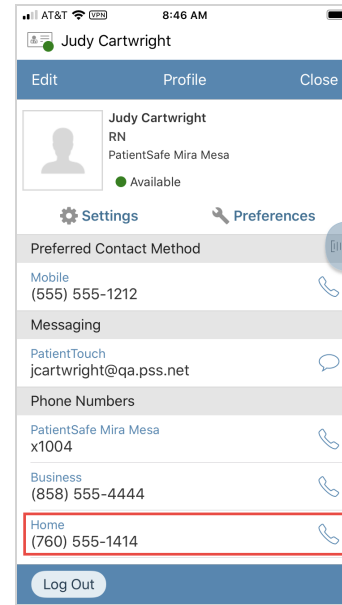 AT&T VPN 8:46 AM
Judy Cartwright
Edit Profile Close
Judy Cartwright
RN
PatientSafe Mira Mesa
Available
Settings Preferences
Preferred Contact Method
Mobile
(555) 555-1212
Messaging
PatientTouch
jcartwright@qa.pss.net
Phone Numbers
PatientSafe Mira Mesa
x1004
Business
(858) 555-4444
Home
(760) 555-1414
Log Out